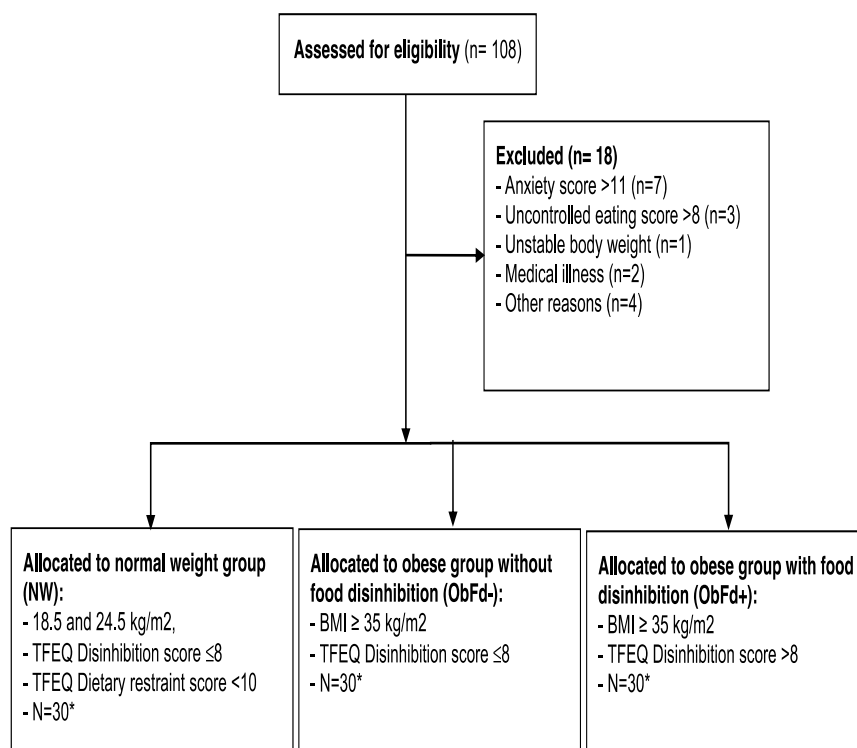 Assessed for eligibility (n= 108)
Excluded (n= 18)
- Anxiety score >11 (n=7)
- Uncontrolled eating score >8 (n=3)
- Unstable body weight (n=1)
- Medical illness (n=2)
- Other reasons (n=4)
Allocated to normal weight group
(NW):
- 18.5 and 24.5 kg/m2,
- TFEQ Disinhibition score ≤8
- TFEQ Dietary restraint score <10
- N=30*
Allocated to obese group without
food disinhibition (ObFd-):
- BMI ≥ 35 kg/m2
- TFEQ Disinhibition score ≤8
- N=30*
Allocated to obese group with food
disinhibition (ObFd+):
- BMI ≥ 35 kg/m2
- TFEQ Disinhibition score >8
- N=30*